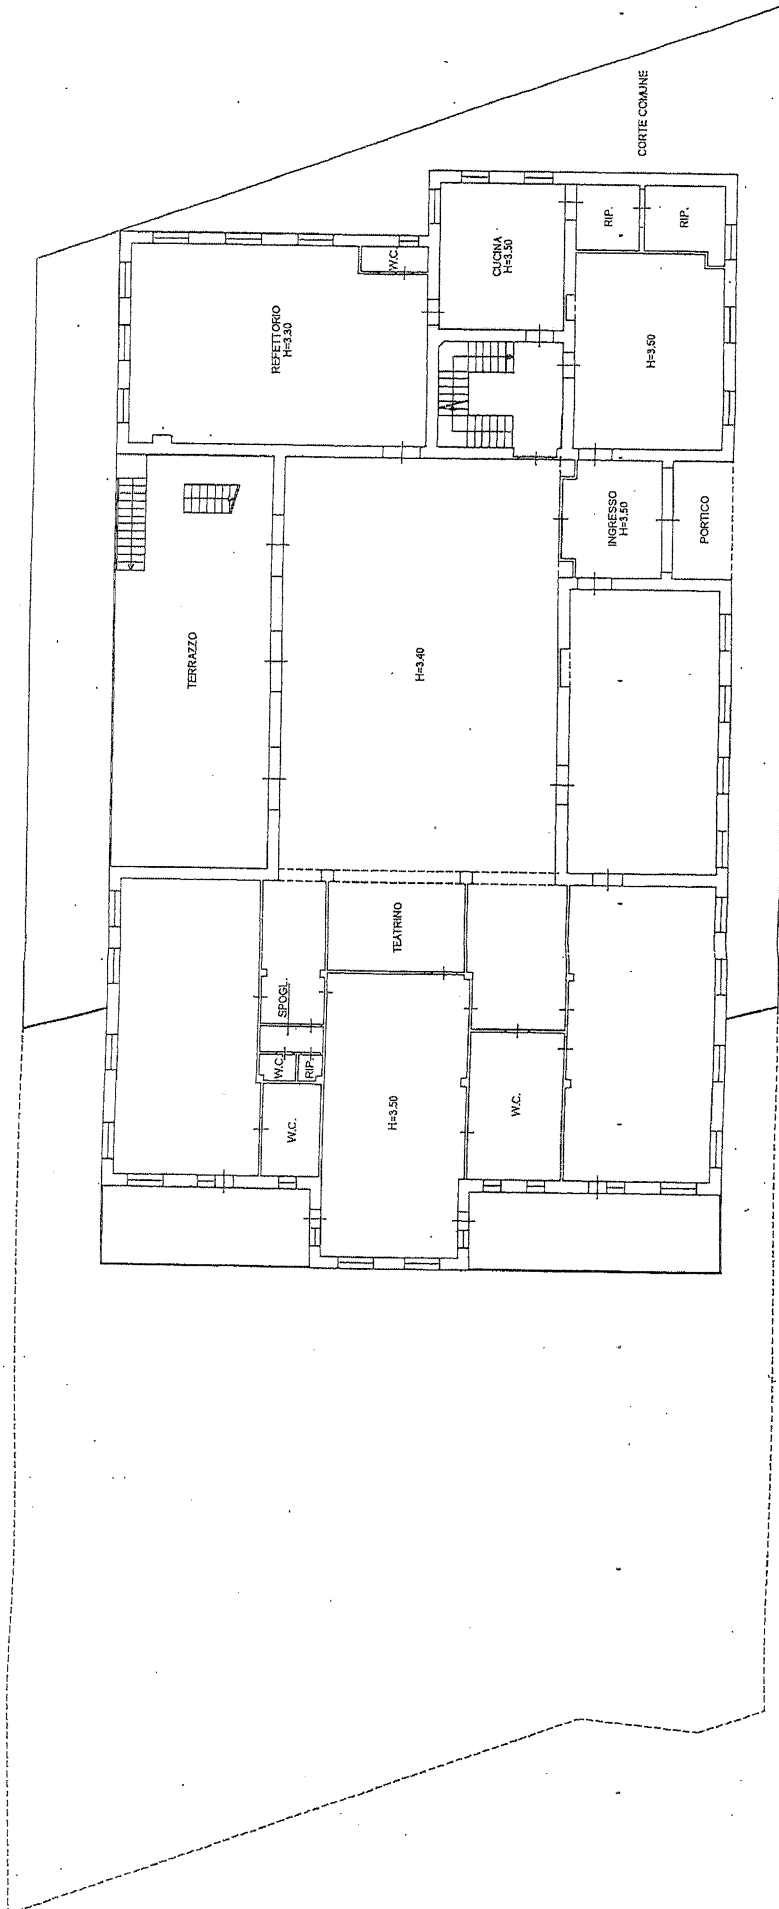 CORTE COMUNE
RIP.
RIP.
CUCINA
H=3.50
W.C.
REFETTORIO
H=3.30
H=3.50
INGRESSO
H=3.50
PORTICO
TERRAZZO
H=3.40
TEATRINO
SPOGL.
W.C.
RIP.
W.C.
H=3.50
W.C.